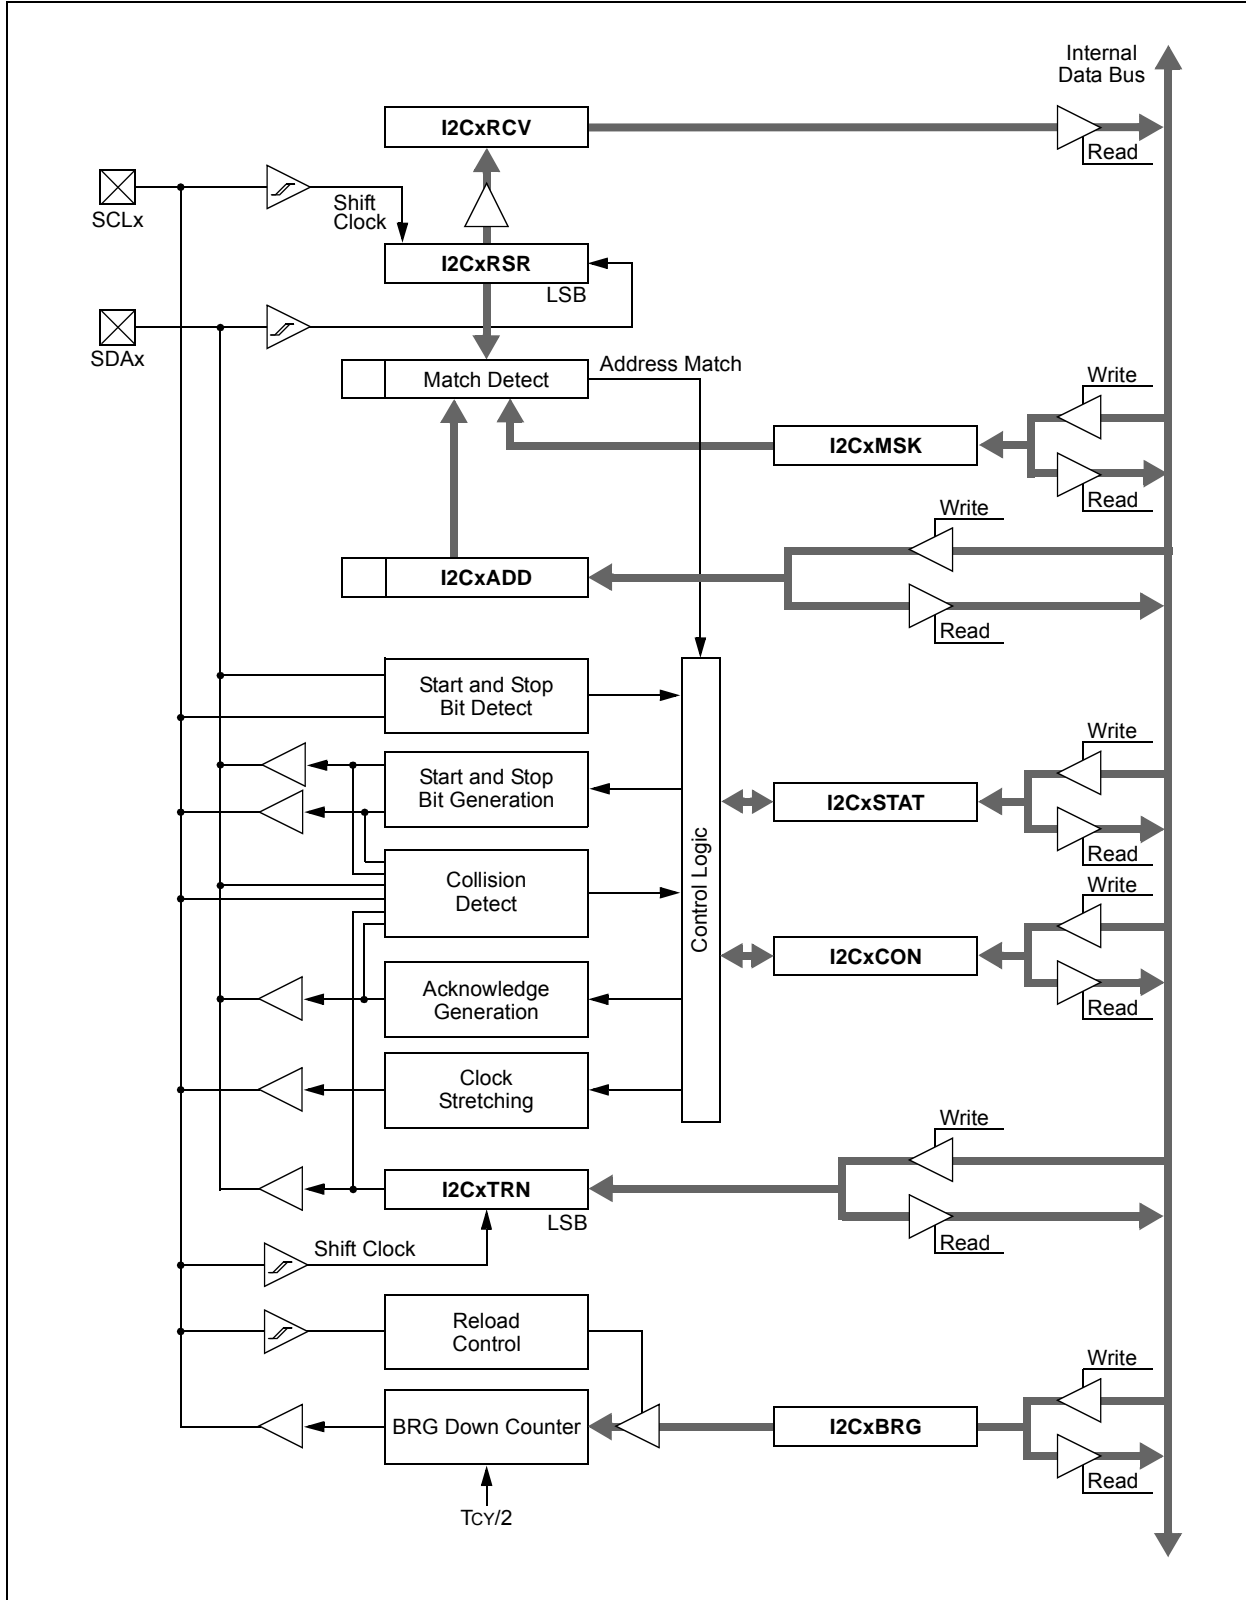 Internal
Data Bus
I2CxRCV
Read
SCLx
Shift
Clock
I2CxRSR
LSB
SDAx
Address Match
Match Detect
Write
I2CxMSK
Read
Write
I2CxADD
Read
Start and Stop
Bit Detect
Write
Start and Stop
Bit Generation
I2CxSTAT
Read
Control Logic
Collision
Detect
Write
I2CxCON
Read
Acknowledge
Generation
Clock
Stretching
Write
I2CxTRN
LSB
Read
Shift Clock
Reload
Control
Write
BRG Down Counter
I2CxBRG
Read
TCY/2